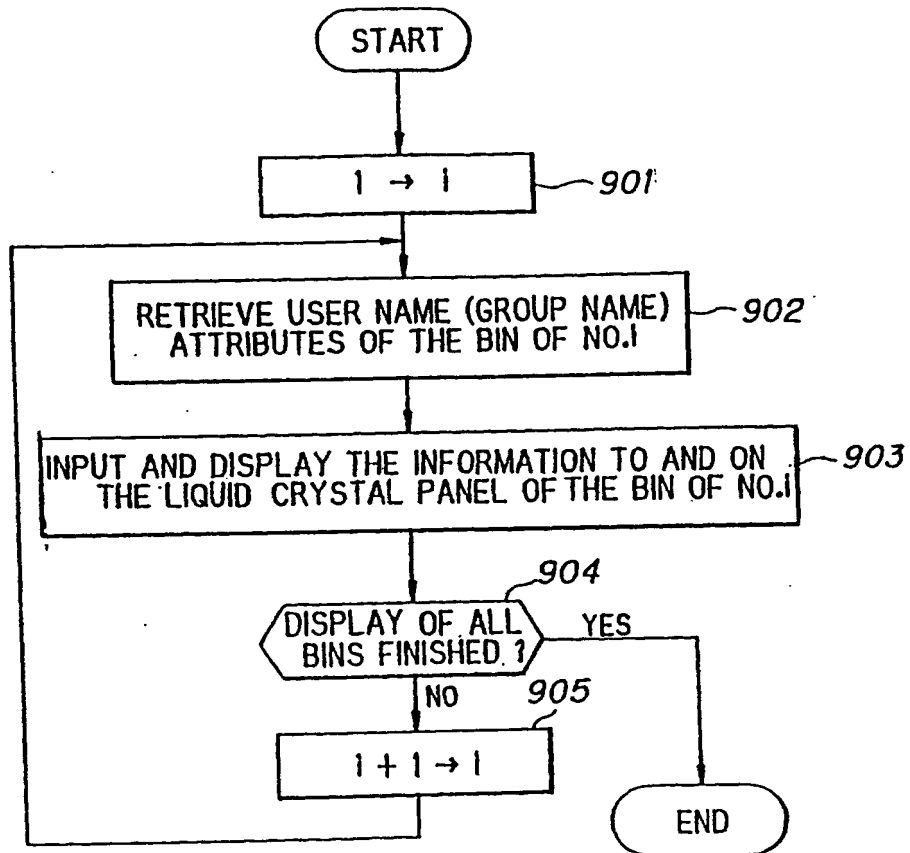 START
1 → i
901
RETRIEVE USER NAME (GROUP NAME)
ATTRIBUTES OF THE BIN OF NO.i
902
INPUT AND DISPLAY THE INFORMATION TO AND ON
THE LIQUID CRYSTAL PANEL OF THE BIN OF NO.i
903
904
DISPLAY OF ALL
BINS FINISHED ?
YES
NO
905
i + 1 → i
END